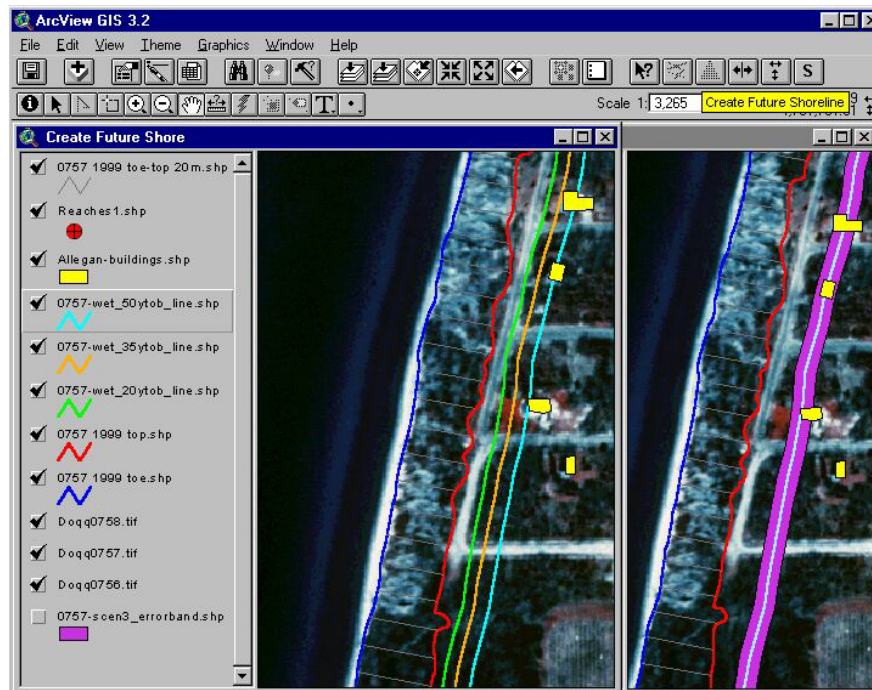 ArcView GIS 3.2
File Edit View Theme Graphics Window Help
S
T
Scale 1: 3,265 Create Future Shoreline
Create Future Shore
0757 1999 toe-top 20m.shp
Reaches1.shp
Allegan-buildings.shp
0757-wet_50ytob_line.shp
0757-wet_35ytob_line.shp
0757-wet_20ytob_line.shp
0757 1999 top.shp
0757 1999 toe.shp
Doqq0758.tif
Doqq0757.tif
Doqq0756.tif
0757-scen3_errorband.shp